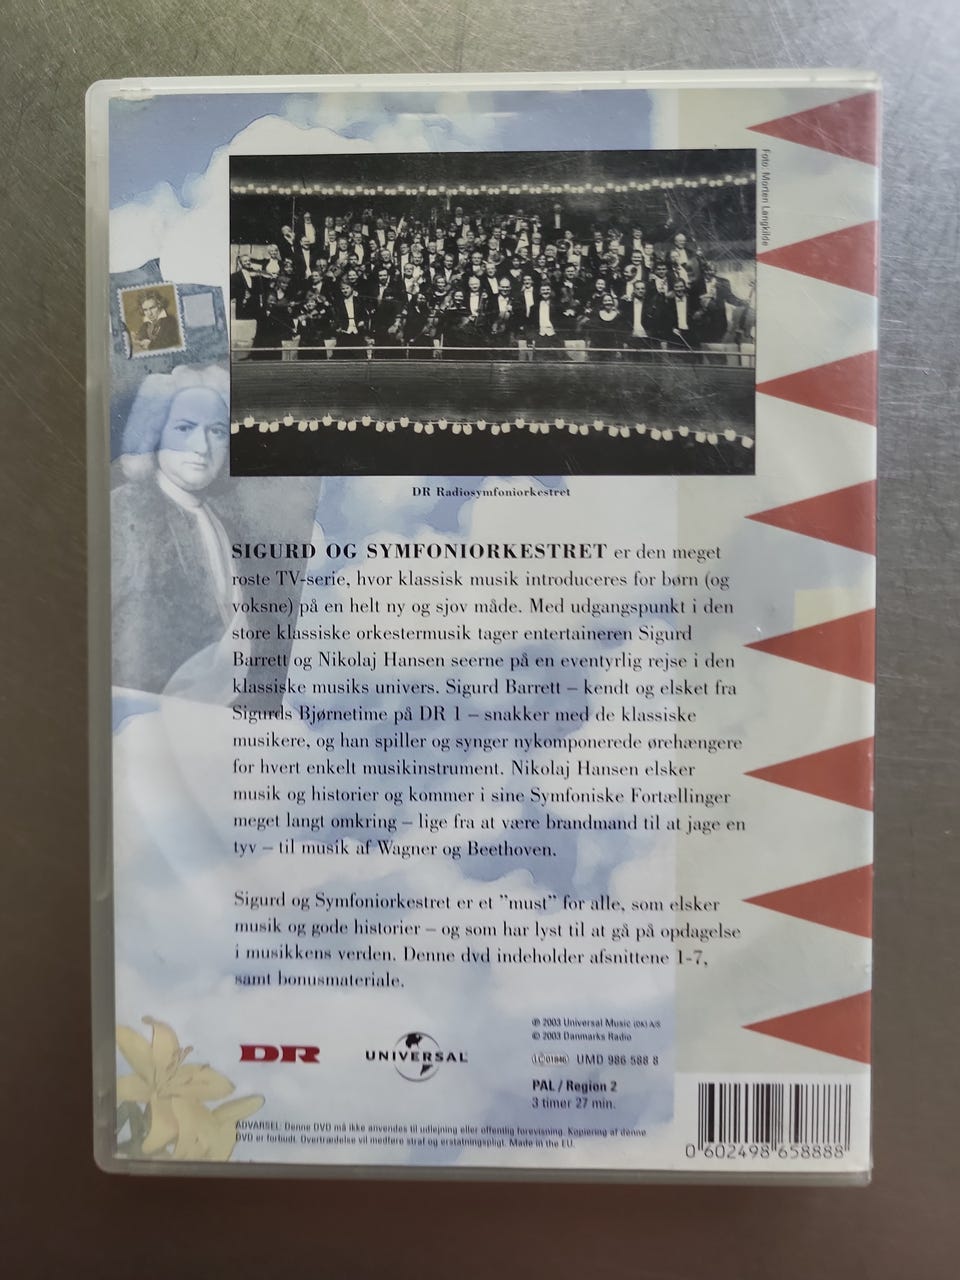 Foto: Morten Langkilde
DR Radiosymfoniorkestret
SIGURD OG SYMFONIORKESTRET er den meget
roste TV-serie, hvor klassisk musik introduceres for børn (og
voksne) på en helt ny og sjov måde. Med udgangspunkt i den
store klassiske orkestermusik tager entertaineren Sigurd
Barrett og Nikolaj Hansen seerne på en eventyrlig rejse i den
klassiske musiks univers. Sigurd Barrett – kendt og elsket fra
Sigurds Bjørnetime på DR 1 – snakker med de klassiske
musikere, og han spiller og synger nykomponerede ørehængere
for hvert enkelt musikinstrument. Nikolaj Hansen elsker
musik og historier og kommer i sine Symfoniske Fortællinger
meget langt omkring – lige fra at være brandmand til at jage en
tyv – til musik af Wagner og Beethoven.
Sigurd og Symfoniorkestret er et ”must” for alle, som elsker
musik og gode historier – og som har lyst til at gå på opdagelse
i musikkens verden. Denne dvd indeholder afsnittene 1-7,
samt bonusmateriale.
DR
UNIVERSAL
℗ 2003 Universal Music (DK) A/S
© 2003 Danmarks Radio
UMD 986 588 8
PAL / Region 2
3 timer 27 min.
ADVARSEL: Denne DVD må ikke anvendes til udlejning eller offentlig forevisning. Kopiering af denne
DVD er forbudt. Overtrædelse vil medføre straf og erstatningspligt. Made in the EU.
0 602498 658888